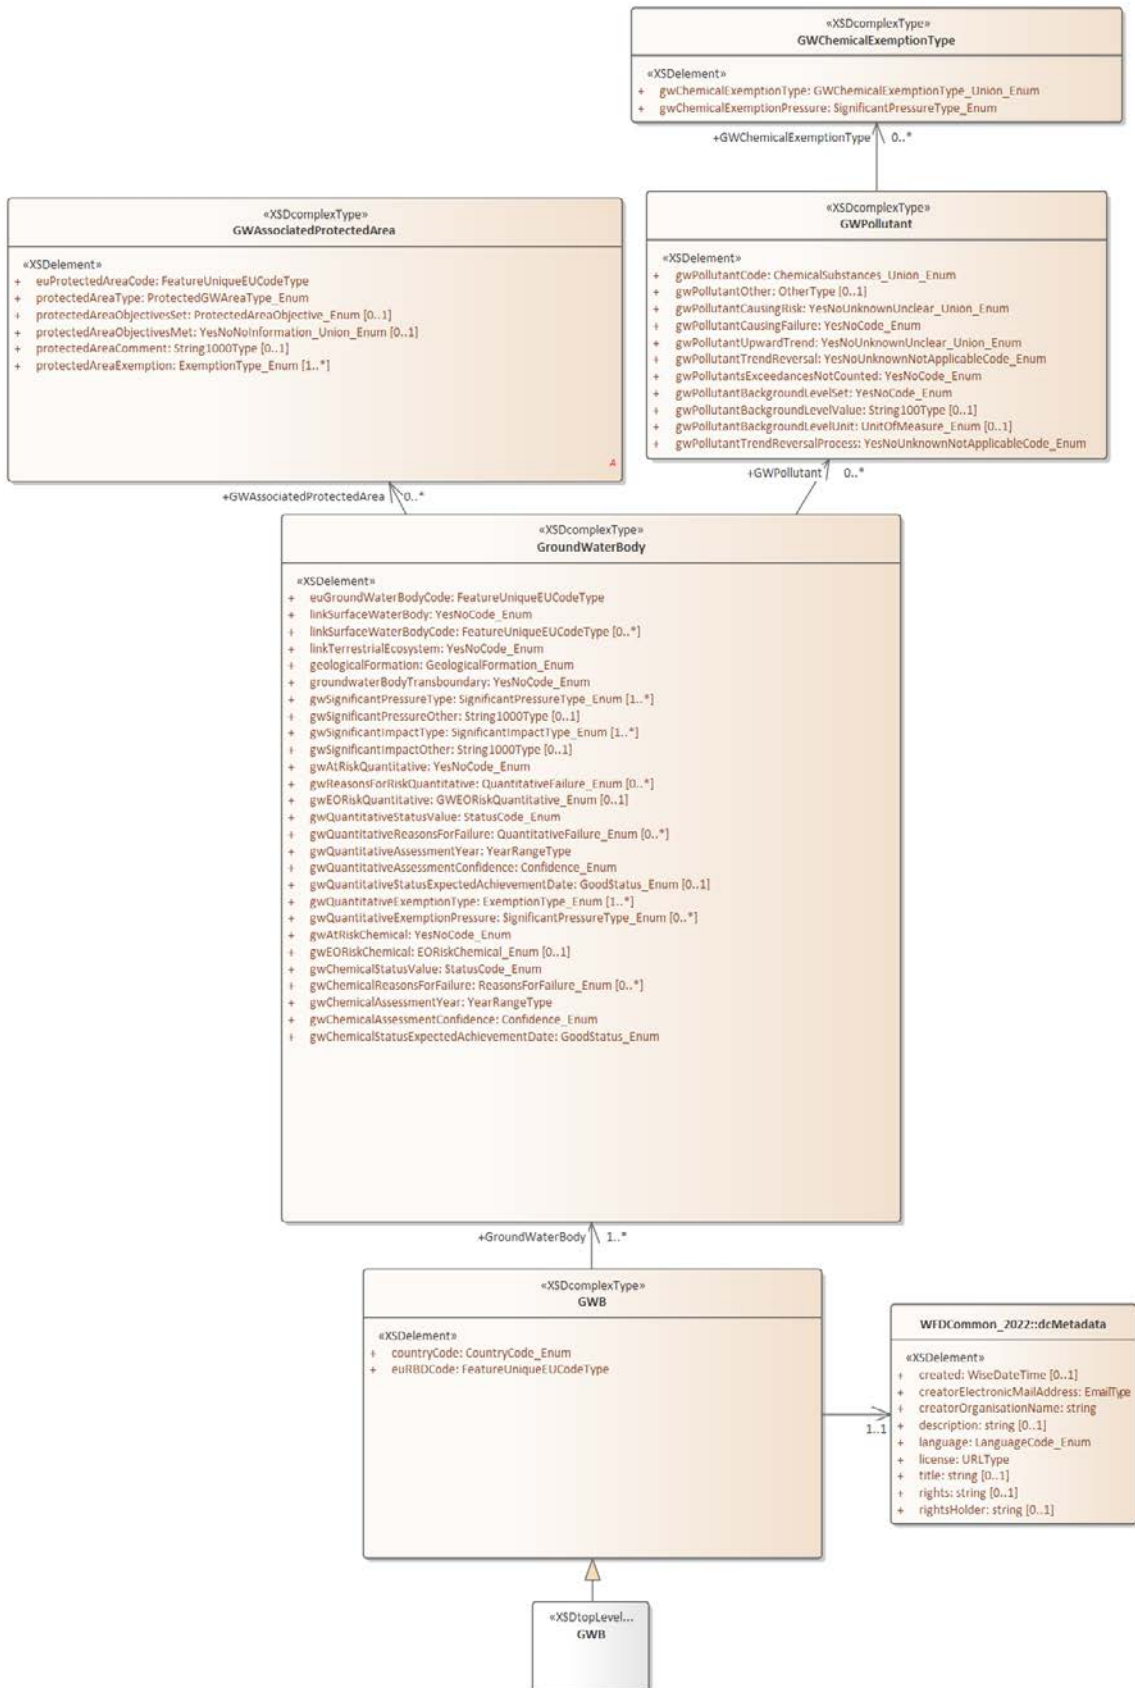 «XSDcomplexType»
GWChemicalExemptionType
«XSDelement»
+ gwChemicalExemptionType: GWChemicalExemptionType_Union_Enum
+ gwChemicalExemptionPressure: SignificantPressureType_Enum
+GWChemicalExemptionType 0..*
«XSDcomplexType»
GWAssociatedProtectedArea
«XSDelement»
+ euProtectedAreaCode: FeatureUniqueEUCodeType
+ protectedAreaType: ProtectedGWAreaType_Enum
+ protectedAreaObjectivesSet: ProtectedAreaObjective_Enum [0..1]
+ protectedAreaObjectivesMet: YesNoNoInformation_Union_Enum [0..1]
+ protectedAreaComment: String1000Type [0..1]
+ protectedAreaExemption: ExemptionType_Enum [1..*]
A
+GWAssociatedProtectedArea 0..*
«XSDcomplexType»
GWPollutant
«XSDelement»
+ gwPollutantCode: ChemicalSubstances_Union_Enum
+ gwPollutantOther: OtherType [0..1]
+ gwPollutantCausingRisk: YesNoUnknownUnclear_Union_Enum
+ gwPollutantCausingFailure: YesNoCode_Enum
+ gwPollutantUpwardTrend: YesNoUnknownUnclear_Union_Enum
+ gwPollutantTrendReversal: YesNoUnknownNotApplicableCode_Enum
+ gwPollutantsExceedancesNotCounted: YesNoCode_Enum
+ gwPollutantBackgroundLevelSet: YesNoCode_Enum
+ gwPollutantBackgroundLevelValue: String100Type [0..1]
+ gwPollutantBackgroundLevelUnit: UnitOfMeasure_Enum [0..1]
+ gwPollutantTrendReversalProcess: YesNoUnknownNotApplicableCode_Enum
+GWPollutant 0..*
«XSDcomplexType»
GroundWaterBody
«XSDelement»
+ euGroundWaterBodyCode: FeatureUniqueEUCodeType
+ linkSurfaceWaterBody: YesNoCode_Enum
+ linkSurfaceWaterBodyCode: FeatureUniqueEUCodeType [0..*]
+ linkTerrestrialEcosystem: YesNoCode_Enum
+ geologicalFormation: GeologicalFormation_Enum
+ groundwaterBodyTransboundary: YesNoCode_Enum
+ gwSignificantPressureType: SignificantPressureType_Enum [1..*]
+ gwSignificantPressureOther: String1000Type [0..1]
+ gwSignificantImpactType: SignificantImpactType_Enum [1..*]
+ gwSignificantImpactOther: String1000Type [0..1]
+ gwAtRiskQuantitative: YesNoCode_Enum
+ gwReasonsForRiskQuantitative: QuantitativeFailure_Enum [0..*]
+ gwEORiskQuantitative: GWEORiskQuantitative_Enum [0..1]
+ gwQuantitativeStatusValue: StatusCode_Enum
+ gwQuantitativeReasonsForFailure: QuantitativeFailure_Enum [0..*]
+ gwQuantitativeAssessmentYear: YearRangeType
+ gwQuantitativeAssessmentConfidence: Confidence_Enum
+ gwQuantitativeStatusExpectedAchievementDate: GoodStatus_Enum [0..1]
+ gwQuantitativeExemptionType: ExemptionType_Enum [1..*]
+ gwQuantitativeExemptionPressure: SignificantPressureType_Enum [0..*]
+ gwAtRiskChemical: YesNoCode_Enum
+ gwEORiskChemical: EORiskChemical_Enum [0..1]
+ gwChemicalStatusValue: StatusCode_Enum
+ gwChemicalReasonsForFailure: ReasonsForFailure_Enum [0..*]
+ gwChemicalAssessmentYear: YearRangeType
+ gwChemicalAssessmentConfidence: Confidence_Enum
+ gwChemicalStatusExpectedAchievementDate: GoodStatus_Enum
+GroundWaterBody 1..*
«XSDcomplexType»
GWB
«XSDelement»
+ countryCode: CountryCode_Enum
+ euRBDCode: FeatureUniqueEUCodeType
1..1
WFDCommon_2022::dcMetadata
«XSDelement»
+ created: WiseDateTime [0..1]
+ creatorElectronicMailAddress: EmailType
+ creatorOrganisationName: string
+ description: string [0..1]
+ language: LanguageCode_Enum
+ license: URLType
+ title: string [0..1]
+ rights: string [0..1]
+ rightsHolder: string [0..1]
«XSDtopLevel...
GWB